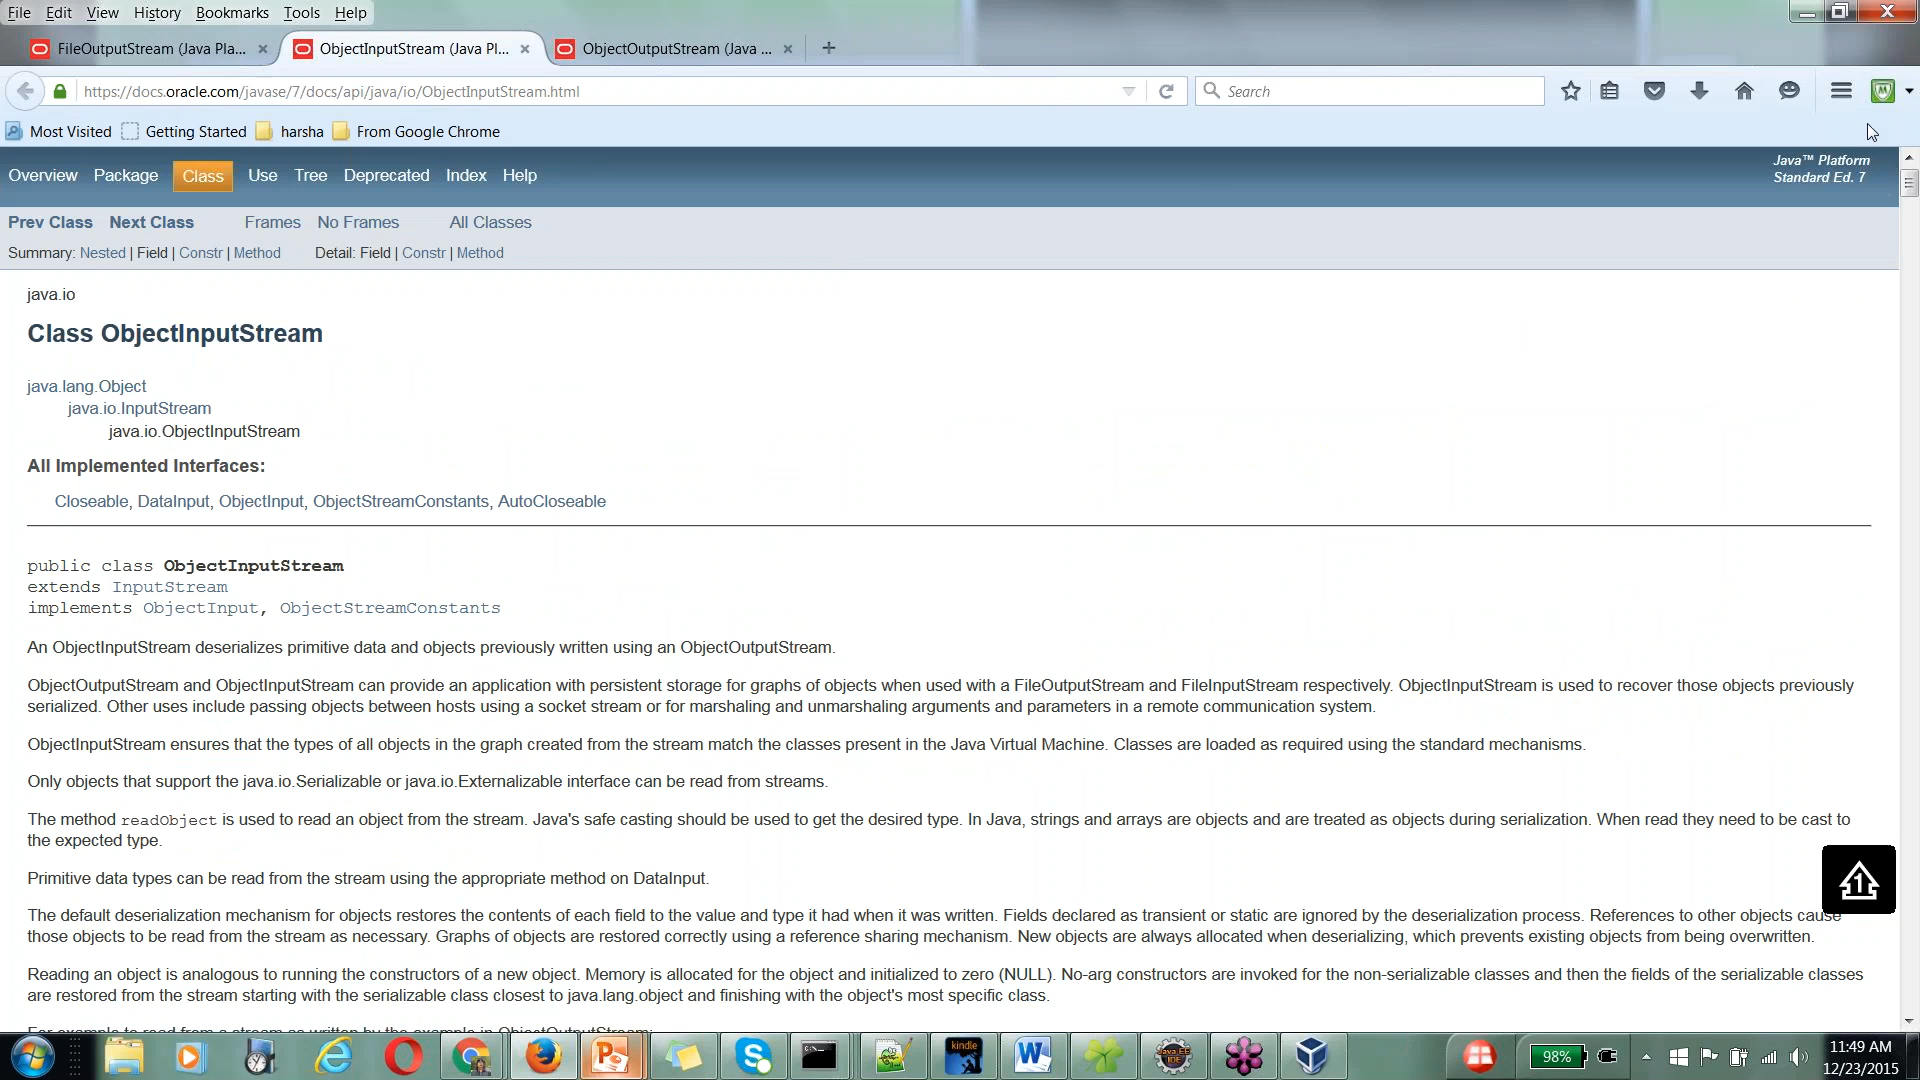 File Edit View History Bookmarks Tools Help
FileOutputStream (Java Pla... × ObjectInputStream (Java Pl... × ObjectOutputStream (Java ... × +
https://docs.oracle.com/javase/7/docs/api/java/io/ObjectInputStream.html Search
Most Visited Getting Started harsha From Google Chrome
Overview Package Class Use Tree Deprecated Index Help
Java™ Platform
Standard Ed. 7
Prev Class Next Class Frames No Frames All Classes
Summary: Nested | Field | Constr | Method Detail: Field | Constr | Method
java.io
Class ObjectInputStream
java.lang.Object
java.io.InputStream
java.io.ObjectInputStream
All Implemented Interfaces:
Closeable, DataInput, ObjectInput, ObjectStreamConstants, AutoCloseable
public class ObjectInputStream
extends InputStream
implements ObjectInput, ObjectStreamConstants
An ObjectInputStream deserializes primitive data and objects previously written using an ObjectOutputStream.
ObjectOutputStream and ObjectInputStream can provide an application with persistent storage for graphs of objects when used with a FileOutputStream and FileInputStream respectively. ObjectInputStream is used to recover those objects previously
serialized. Other uses include passing objects between hosts using a socket stream or for marshaling and unmarshaling arguments and parameters in a remote communication system.
ObjectInputStream ensures that the types of all objects in the graph created from the stream match the classes present in the Java Virtual Machine. Classes are loaded as required using the standard mechanisms.
Only objects that support the java.io.Serializable or java.io.Externalizable interface can be read from streams.
The method readObject is used to read an object from the stream. Java's safe casting should be used to get the desired type. In Java, strings and arrays are objects and are treated as objects during serialization. When read they need to be cast to
the expected type.
Primitive data types can be read from the stream using the appropriate method on DataInput.
The default deserialization mechanism for objects restores the contents of each field to the value and type it had when it was written. Fields declared as transient or static are ignored by the deserialization process. References to other objects cause
those objects to be read from the stream as necessary. Graphs of objects are restored correctly using a reference sharing mechanism. New objects are always allocated when deserializing, which prevents existing objects from being overwritten.
Reading an object is analogous to running the constructors of a new object. Memory is allocated for the object and initialized to zero (NULL). No-arg constructors are invoked for the non-serializable classes and then the fields of the serializable classes
are restored from the stream starting with the serializable class closest to java.lang.object and finishing with the object's most specific class.
For example to read from a stream as written by the example in ObjectOutputStream:
1
kindle
Java EE
IDE
98%
11:49 AM
12/23/2015